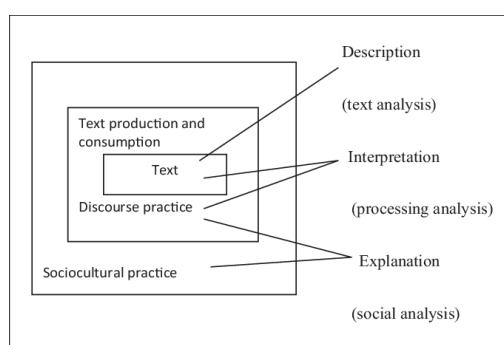 Description
(text analysis)
Text production and
consumption
Text
Interpretation
Discourse practice
(processing analysis)
Explanation
Sociocultural practice
(social analysis)